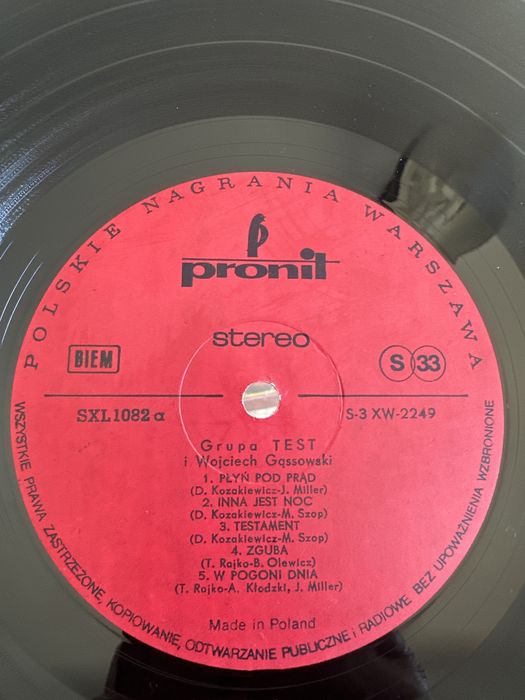 POLSKIE NAGRANIA WARSZAWA
pronit
stereo
BIEM
S 33
SXL 1082 α
S-3 XW-2249
Grupa TEST
i Wojciech Gąssowski
1. PŁYŃ POD PRĄD
(D. Kozakiewicz-J. Miller)
2. INNA JEST NOC
(D. Kozakiewicz-M. Szop)
3. TESTAMENT
(D. Kozakiewicz-M. Szop)
4. ZGUBA
(T. Rajko-B. Olewicz)
5. W POGONI DNIA
(T. Rajko-A. Kłodzki, J. Miller)
Made in Poland
WSZYSTKIE PRAWA ZASTRZEŻONE, KOPIOWANIE, ODTWARZANIE PUBLICZNE i RADIOWE BEZ UPOWAŻNIENIA WZBRONIONE